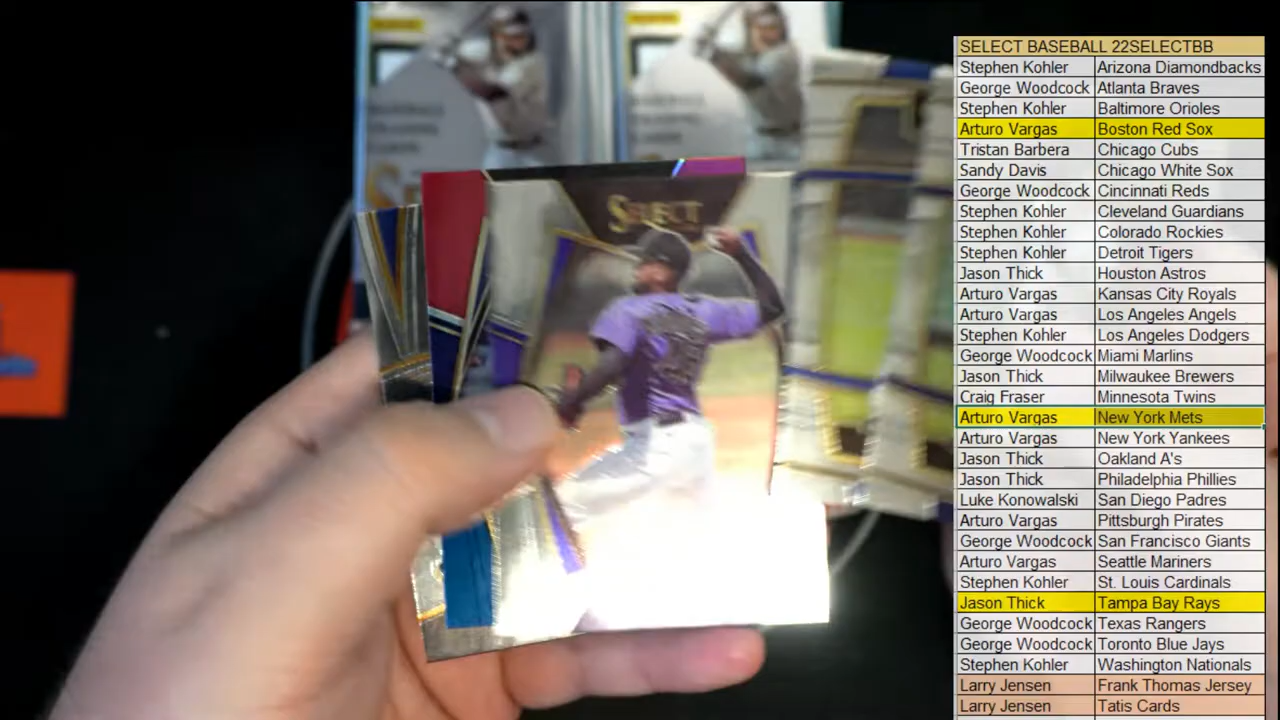 SELECT
SELECT BASEBALL 22SELECTBB
Stephen Kohler Arizona Diamondbacks
George Woodcock Atlanta Braves
Stephen Kohler Baltimore Orioles
Arturo Vargas Boston Red Sox
Tristan Barbera Chicago Cubs
Sandy Davis Chicago White Sox
George Woodcock Cincinnati Reds
Stephen Kohler Cleveland Guardians
Stephen Kohler Colorado Rockies
Stephen Kohler Detroit Tigers
Jason Thick Houston Astros
Arturo Vargas Kansas City Royals
Arturo Vargas Los Angeles Angels
Stephen Kohler Los Angeles Dodgers
George Woodcock Miami Marlins
Jason Thick Milwaukee Brewers
Craig Fraser Minnesota Twins
Arturo Vargas New York Mets
Arturo Vargas New York Yankees
Jason Thick Oakland A's
Jason Thick Philadelphia Phillies
Luke Konowalski San Diego Padres
Arturo Vargas Pittsburgh Pirates
George Woodcock San Francisco Giants
Arturo Vargas Seattle Mariners
Stephen Kohler St. Louis Cardinals
Jason Thick Tampa Bay Rays
George Woodcock Texas Rangers
George Woodcock Toronto Blue Jays
Stephen Kohler Washington Nationals
Larry Jensen Frank Thomas Jersey
Larry Jensen Tatis Cards